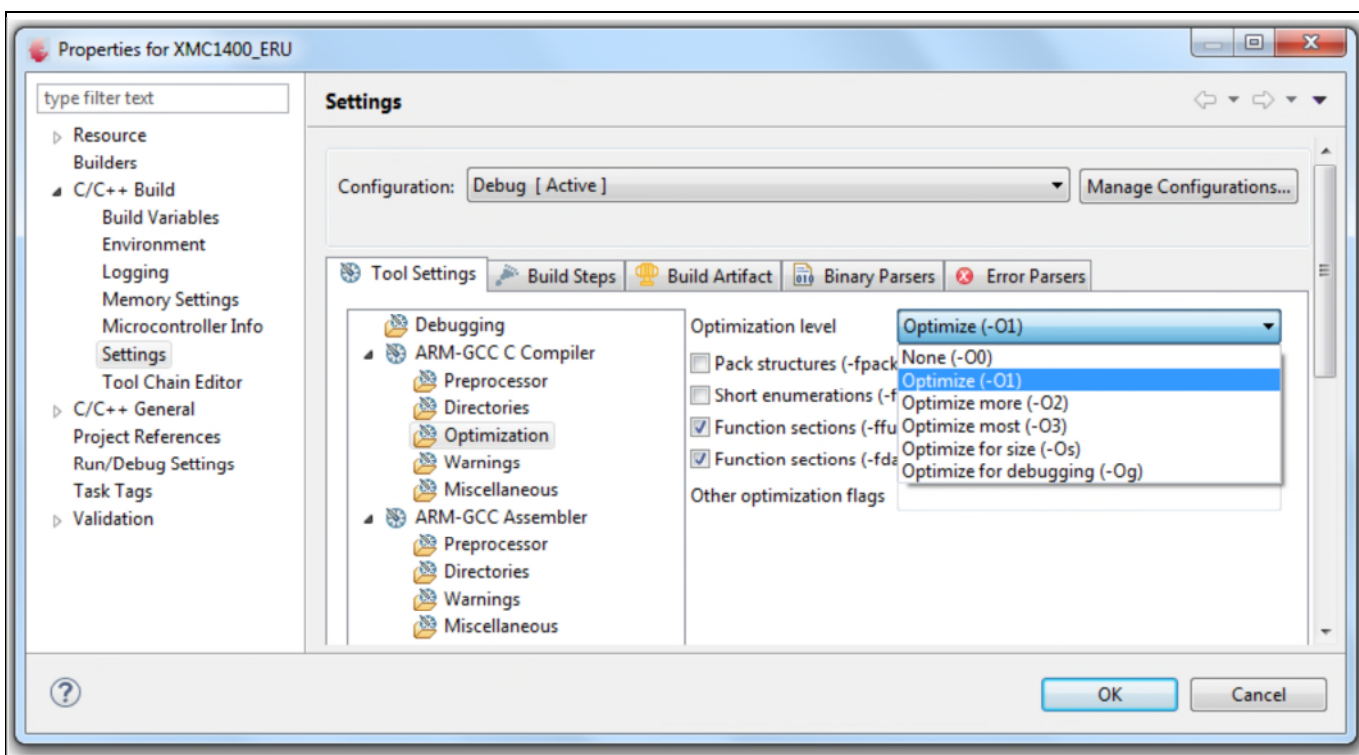 Properties for XMC1400_ERU
type filter text
Resource
Builders
C/C++ Build
Build Variables
Environment
Logging
Memory Settings
Microcontroller Info
Settings
Tool Chain Editor
C/C++ General
Project References
Run/Debug Settings
Task Tags
Validation
Settings
Configuration: Debug [ Active ] Manage Configurations...
Tool Settings Build Steps Build Artifact Binary Parsers Error Parsers
Debugging
ARM-GCC C Compiler
Preprocessor
Directories
Optimization
Warnings
Miscellaneous
ARM-GCC Assembler
Preprocessor
Directories
Warnings
Miscellaneous
Optimization level Optimize (-O1)
Pack structures (-fpack
Short enumerations (-f
Function sections (-ffu
Function sections (-fda
Other optimization flags
None (-O0)
Optimize (-O1)
Optimize more (-O2)
Optimize most (-O3)
Optimize for size (-Os)
Optimize for debugging (-Og)
OK Cancel